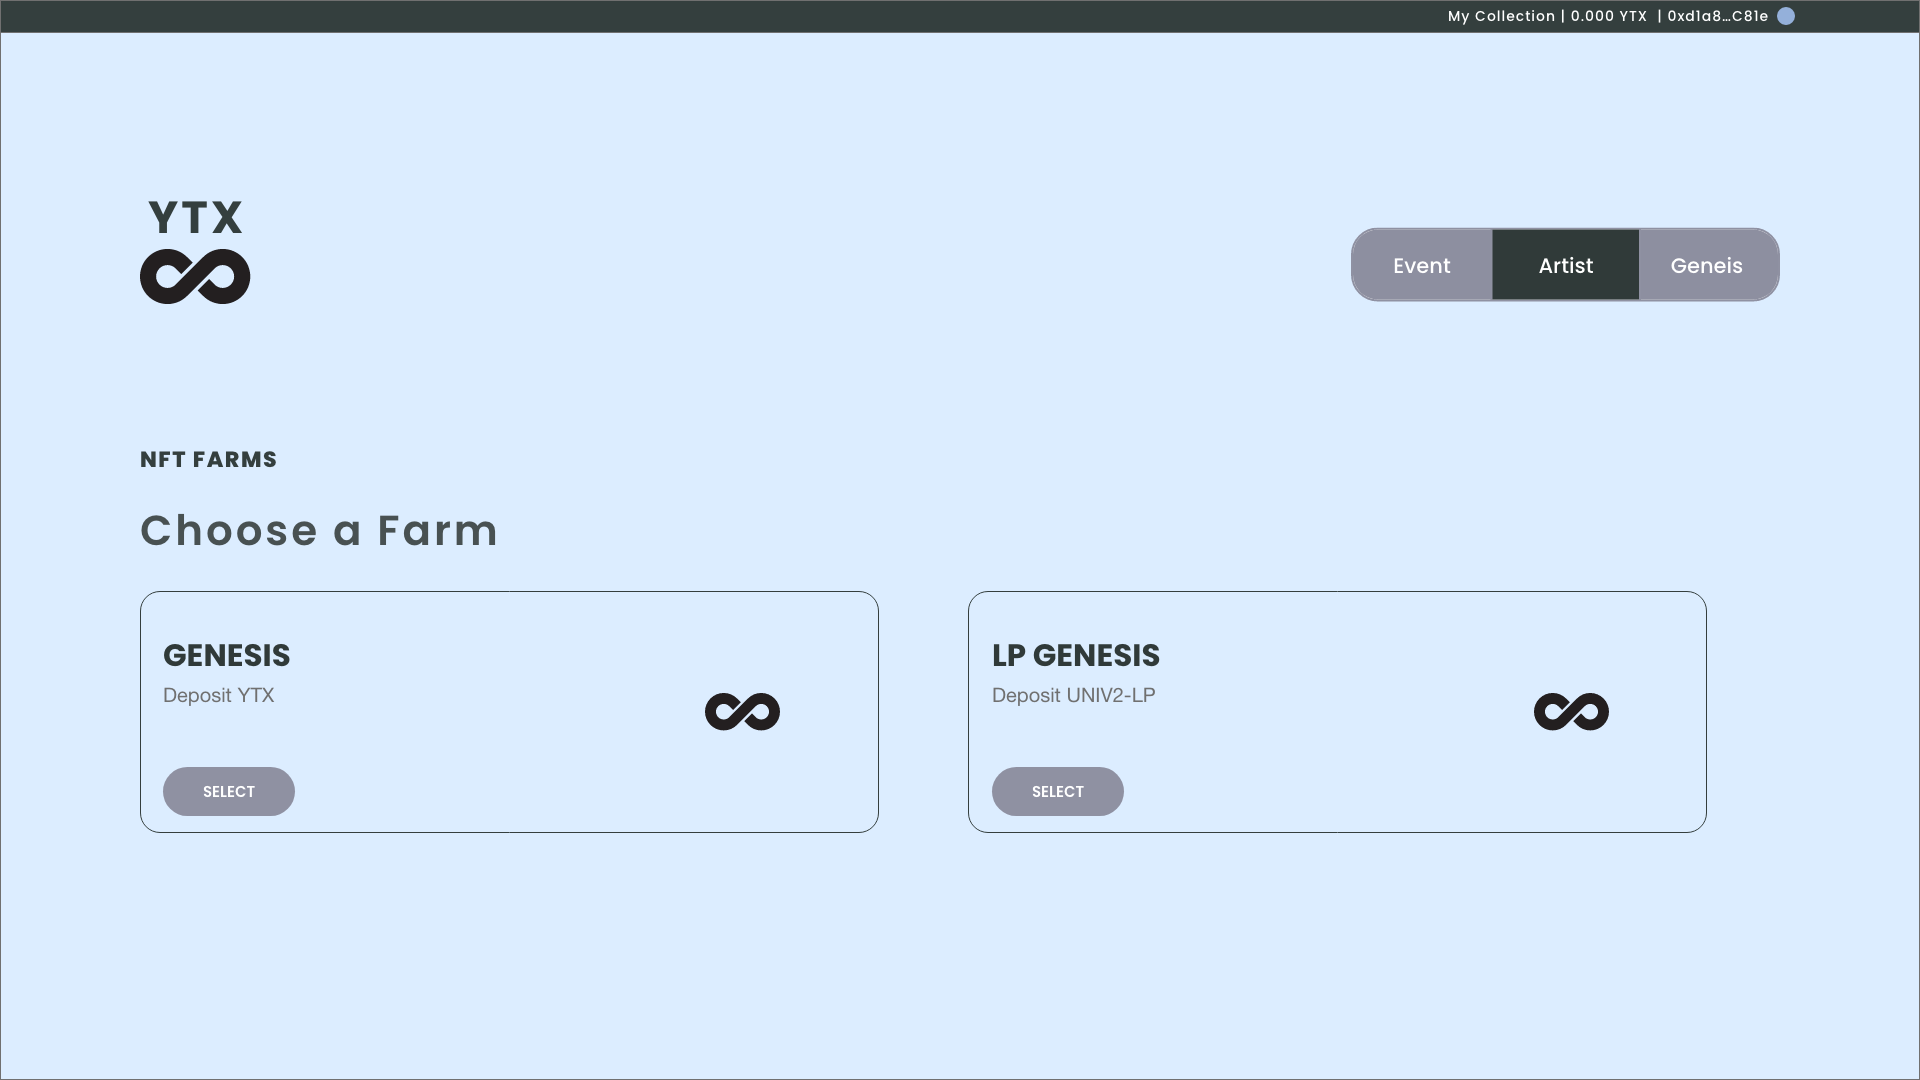 My Collection | 0.000 YTX | 0xd1a8...C81e
YTX
Event Artist Geneis
NFT FARMS
Choose a Farm
GENESIS
Deposit YTX
SELECT
LP GENESIS
Deposit UNIV2-LP
SELECT